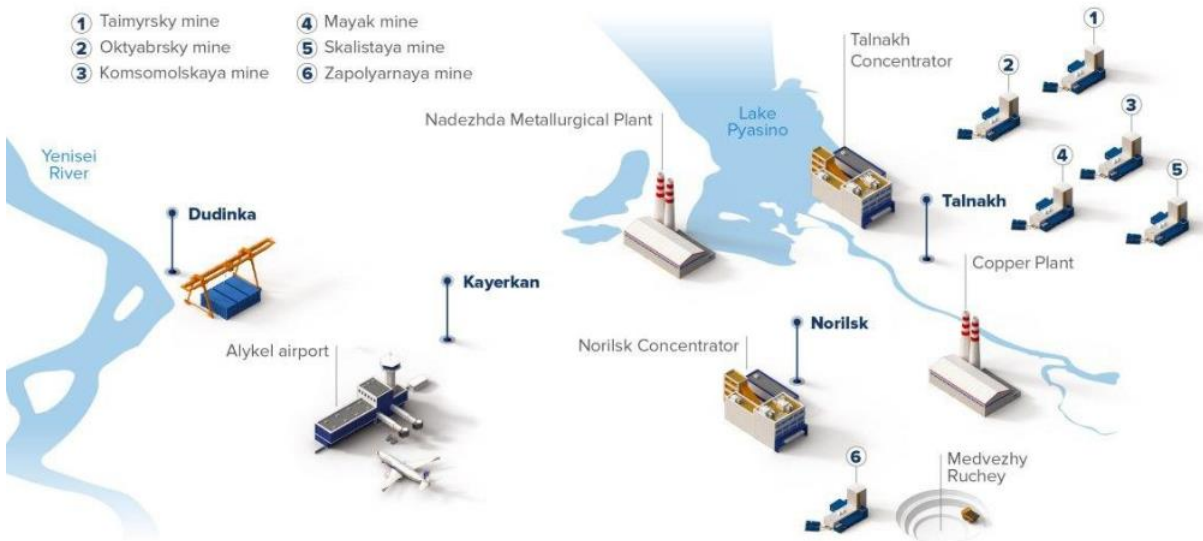 1 Taimyrsky mine
2 Oktyabrsky mine
3 Komsomolskaya mine
4 Mayak mine
5 Skalistaya mine
6 Zapolyarnaya mine
Yenisei
River
Dudinka
Kayerkan
Alykel airport
Nadezhda Metallurgical Plant
Lake
Pyasino
Talnakh
Concentrator
Talnakh
1
2
3
4
5
Copper Plant
Norilsk
Norilsk Concentrator
6
Medvezhy
Ruchey